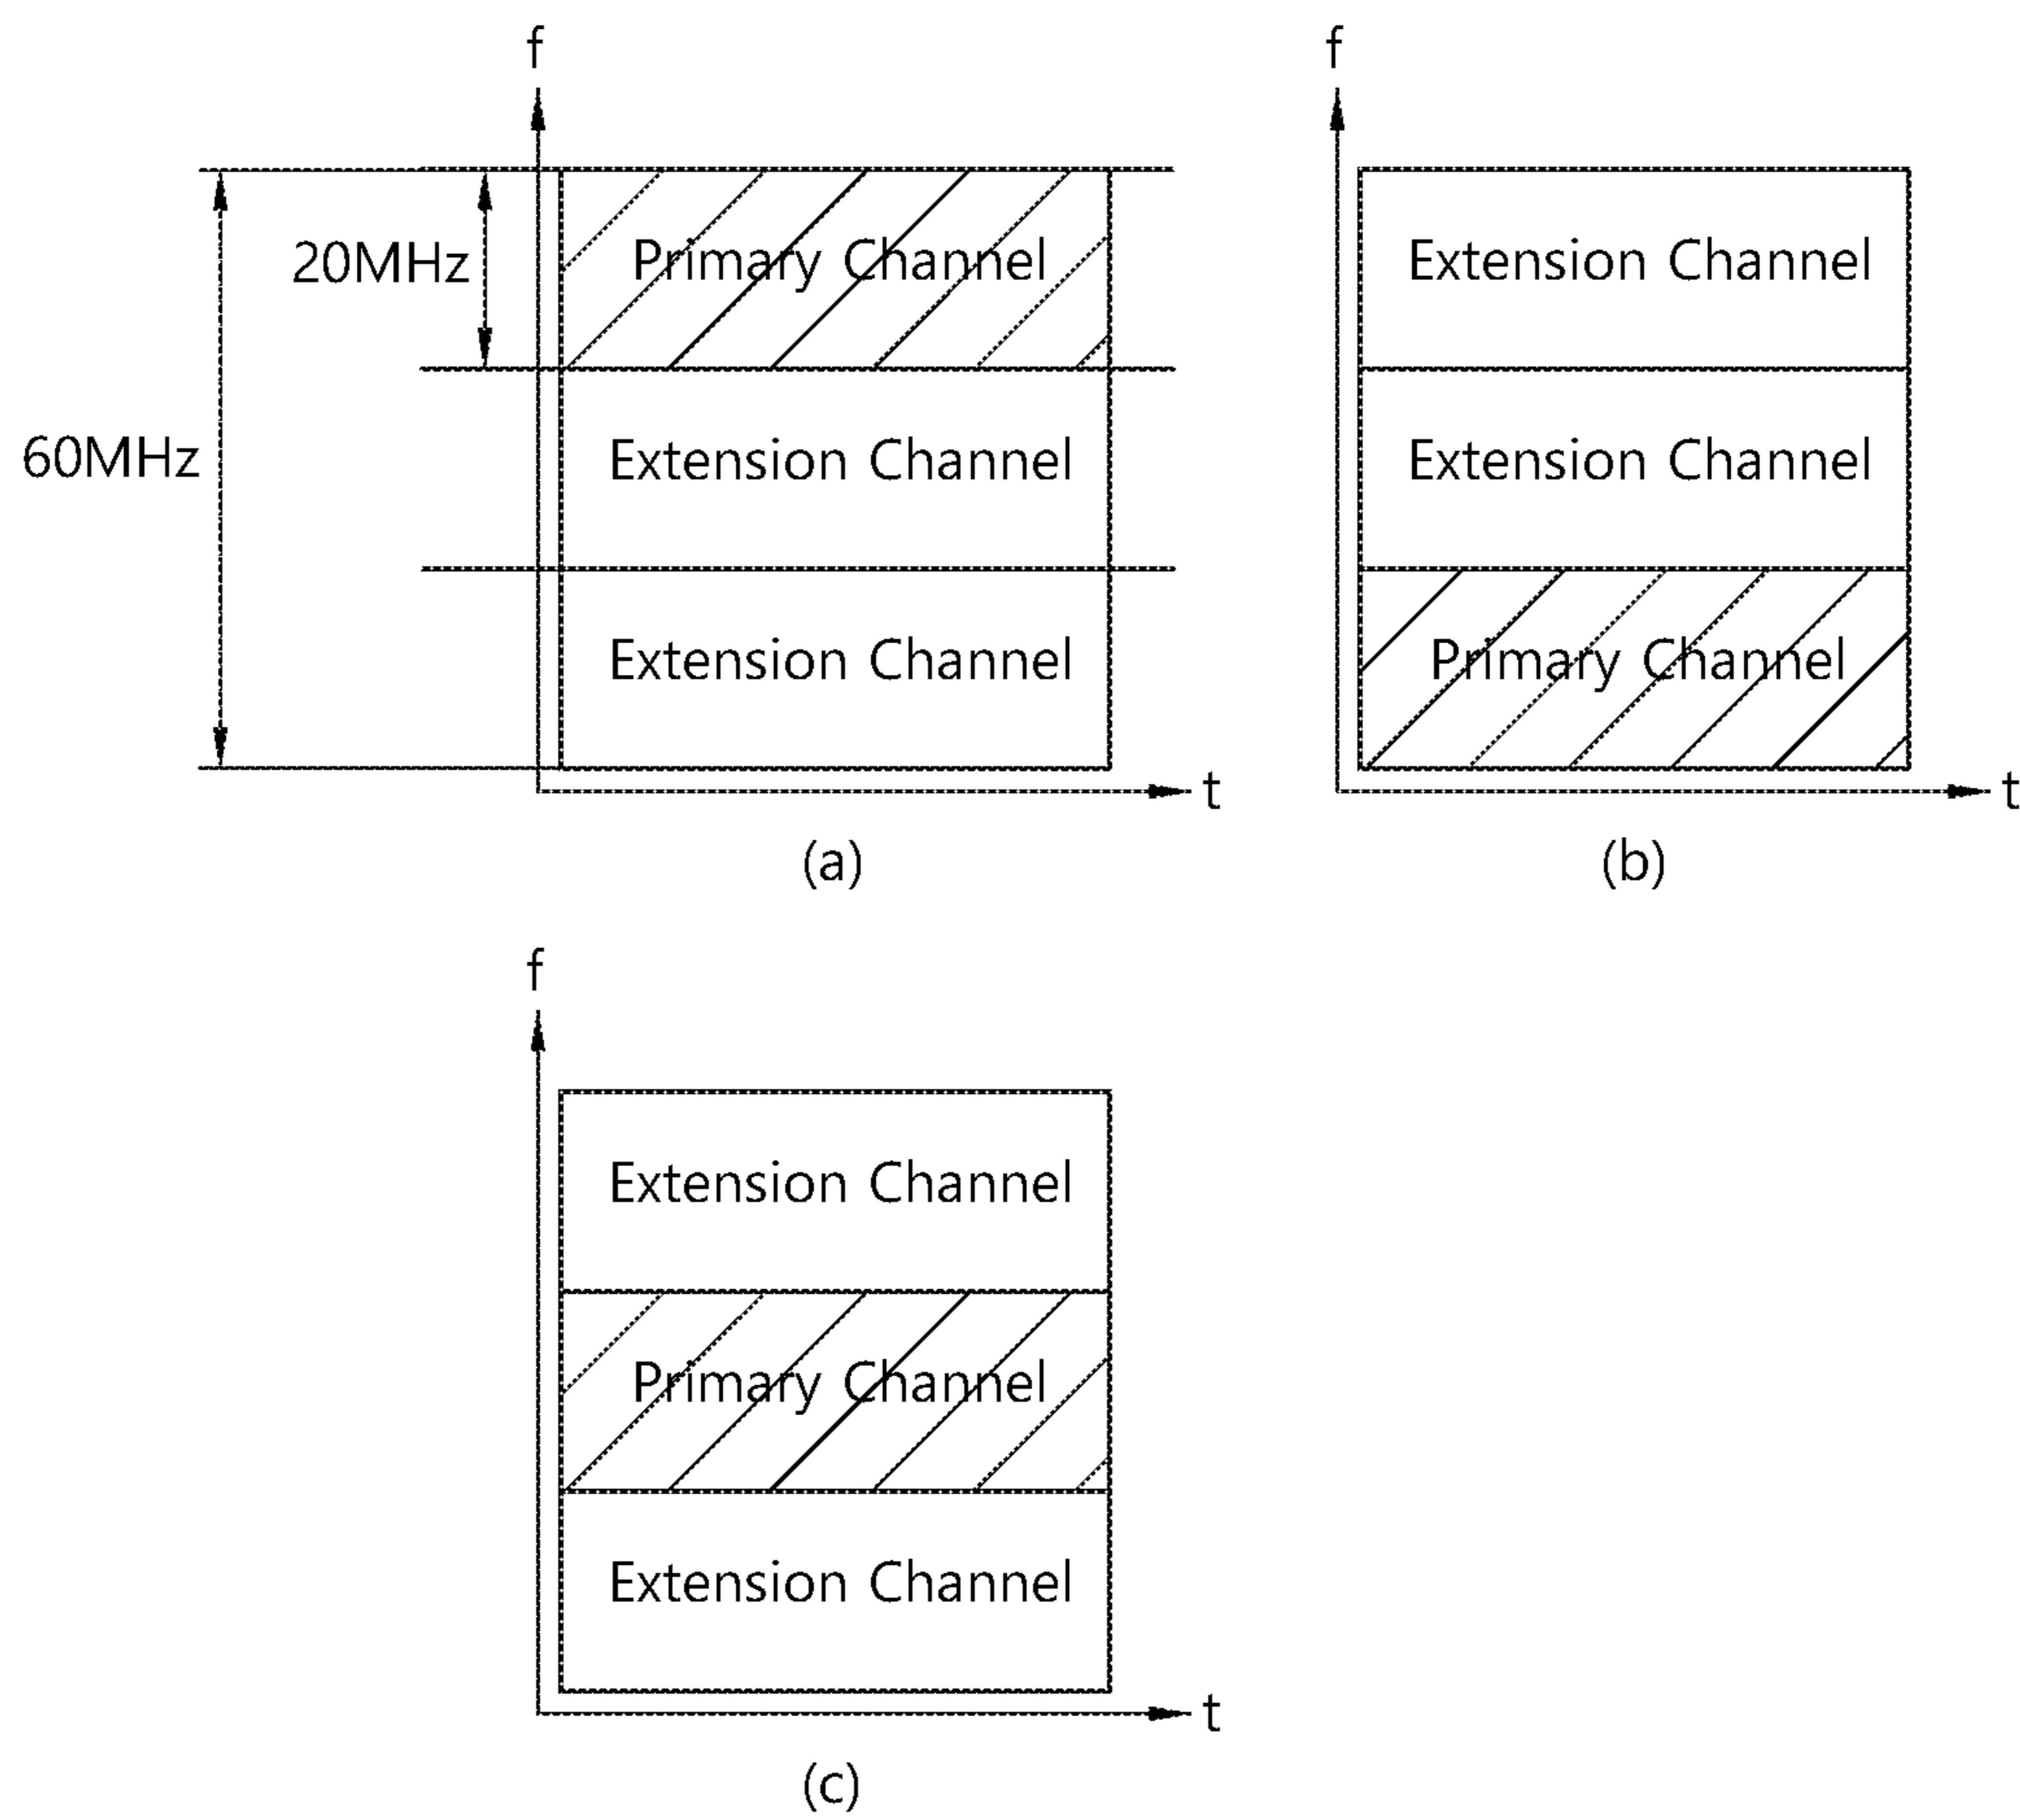 f
20MHz
60MHz
Primary Channel
Extension Channel
Extension Channel
t
(a)
f
Extension Channel
Extension Channel
Primary Channel
t
(b)
f
Extension Channel
Primary Channel
Extension Channel
t
(c)